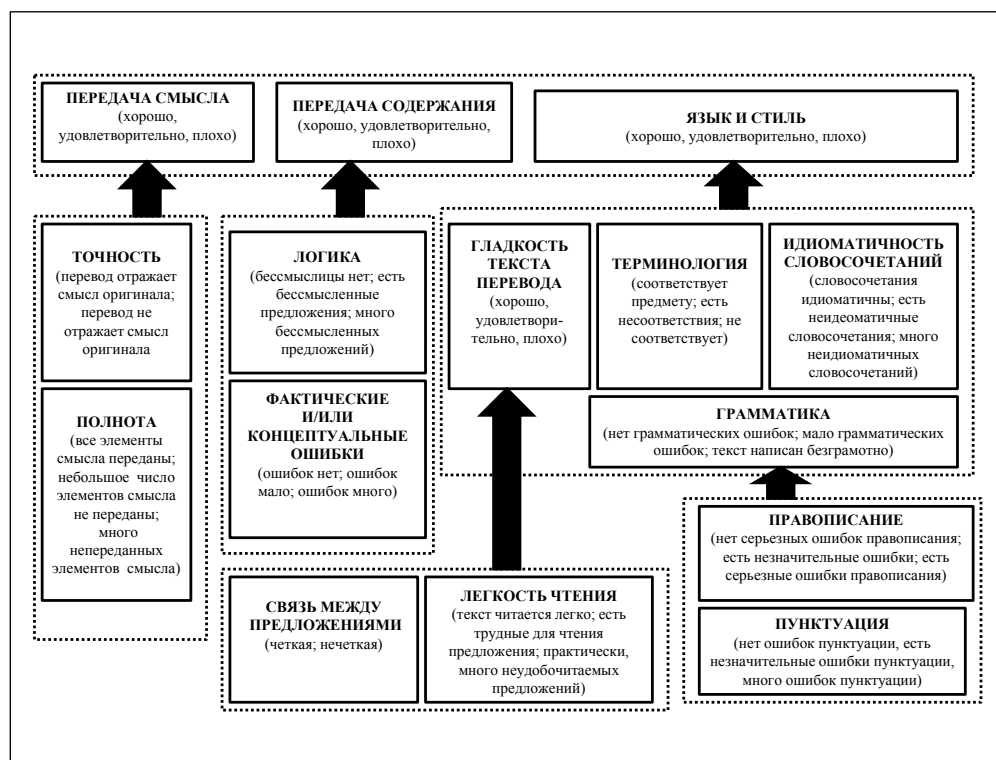 ПЕРЕДАЧА СМЫСЛА
(хорошо,
удовлетворительно, плохо)
ПЕРЕДАЧА СОДЕРЖАНИЯ
(хорошо, удовлетворительно,
плохо)
ЯЗЫК И СТИЛЬ
(хорошо, удовлетворительно, плохо)
ТОЧНОСТЬ
(перевод отражает
смысл оригинала;
перевод не
отражает смысл
оригинала
ПОЛНОТА
(все элементы
смысла переданы;
небольшое число
элементов смысла
не переданы;
много
непереданных
элементов смысла)
ЛОГИКА
(бессмыслицы нет; есть
бессмысленные
предложения; много
бессмысленных
предложений)
ФАКТИЧЕСКИЕ
И/ИЛИ
КОНЦЕПТУАЛЬНЫЕ
ОШИБКИ
(ошибок нет; ошибок
мало; ошибок много)
ГЛАДКОСТЬ
ТЕКСТА
ПЕРЕВОДА
(хорошо,
удовлетвори-
тельно, плохо)
ТЕРМИНОЛОГИЯ
(соответствует
предмету; есть
несоответствия; не
соответствует)
ИДИОМАТИЧНОСТЬ
СЛОВОСОЧЕТАНИЙ
(словосочетания
идиоматичны; есть
неидеоматичные
словосочетания; много
неидиоматичных
словосочетаний)
ГРАММАТИКА
(нет грамматических ошибок; мало грамматических
ошибок; текст написан безграмотно)
СВЯЗЬ МЕЖДУ
ПРЕДЛОЖЕНИЯМИ
(четкая; нечеткая)
ЛЕГКОСТЬ ЧТЕНИЯ
(текст читается легко; есть
трудные для чтения
предложения; практически,
много неудобочитаемых
предложений)
ПРАВОПИСАНИЕ
(нет серьезных ошибок правописания;
есть незначительные ошибки; есть
серьезные ошибки правописания)
ПУНКТУАЦИЯ
(нет ошибок пунктуации, есть
незначительные ошибки пунктуации,
много ошибок пунктуации)